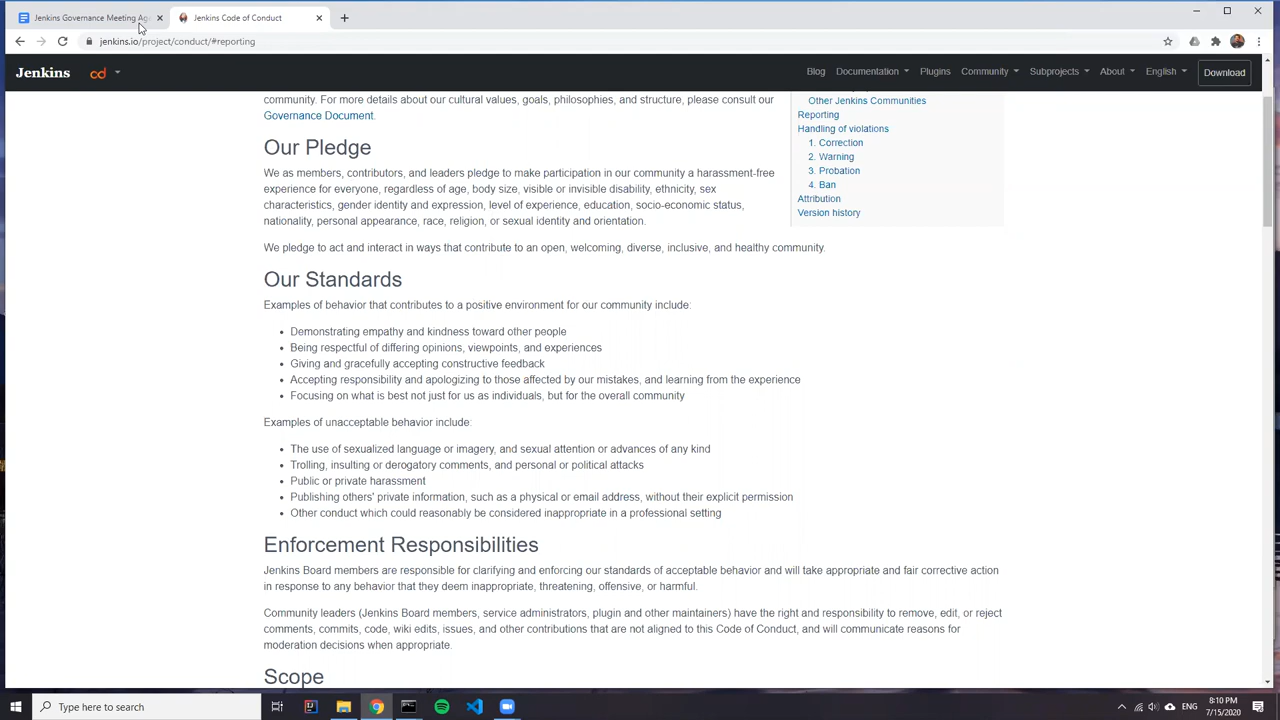 Jenkins Governance Meeting Age
Jenkins Code of Conduct
jenkins.io/project/conduct/#reporting
Jenkins
cd
Blog
Documentation
Plugins
Community
Subprojects
About
English
Download
community. For more details about our cultural values, goals, philosophies, and structure, please consult our
Governance Document.
Other Jenkins Communities
Reporting
Handling of violations
1. Correction
2. Warning
3. Probation
4. Ban
Attribution
Version history
Our Pledge
We as members, contributors, and leaders pledge to make participation in our community a harassment-free
experience for everyone, regardless of age, body size, visible or invisible disability, ethnicity, sex
characteristics, gender identity and expression, level of experience, education, socio-economic status,
nationality, personal appearance, race, religion, or sexual identity and orientation.
We pledge to act and interact in ways that contribute to an open, welcoming, diverse, inclusive, and healthy community.
Our Standards
Examples of behavior that contributes to a positive environment for our community include:
• Demonstrating empathy and kindness toward other people
• Being respectful of differing opinions, viewpoints, and experiences
• Giving and gracefully accepting constructive feedback
• Accepting responsibility and apologizing to those affected by our mistakes, and learning from the experience
• Focusing on what is best not just for us as individuals, but for the overall community
Examples of unacceptable behavior include:
• The use of sexualized language or imagery, and sexual attention or advances of any kind
• Trolling, insulting or derogatory comments, and personal or political attacks
• Public or private harassment
• Publishing others' private information, such as a physical or email address, without their explicit permission
• Other conduct which could reasonably be considered inappropriate in a professional setting
Enforcement Responsibilities
Jenkins Board members are responsible for clarifying and enforcing our standards of acceptable behavior and will take appropriate and fair corrective action
in response to any behavior that they deem inappropriate, threatening, offensive, or harmful.
Community leaders (Jenkins Board members, service administrators, plugin and other maintainers) have the right and responsibility to remove, edit, or reject
comments, commits, code, wiki edits, issues, and other contributions that are not aligned to this Code of Conduct, and will communicate reasons for
moderation decisions when appropriate.
Scope
Type here to search
ENG
8:10 PM
7/15/2020